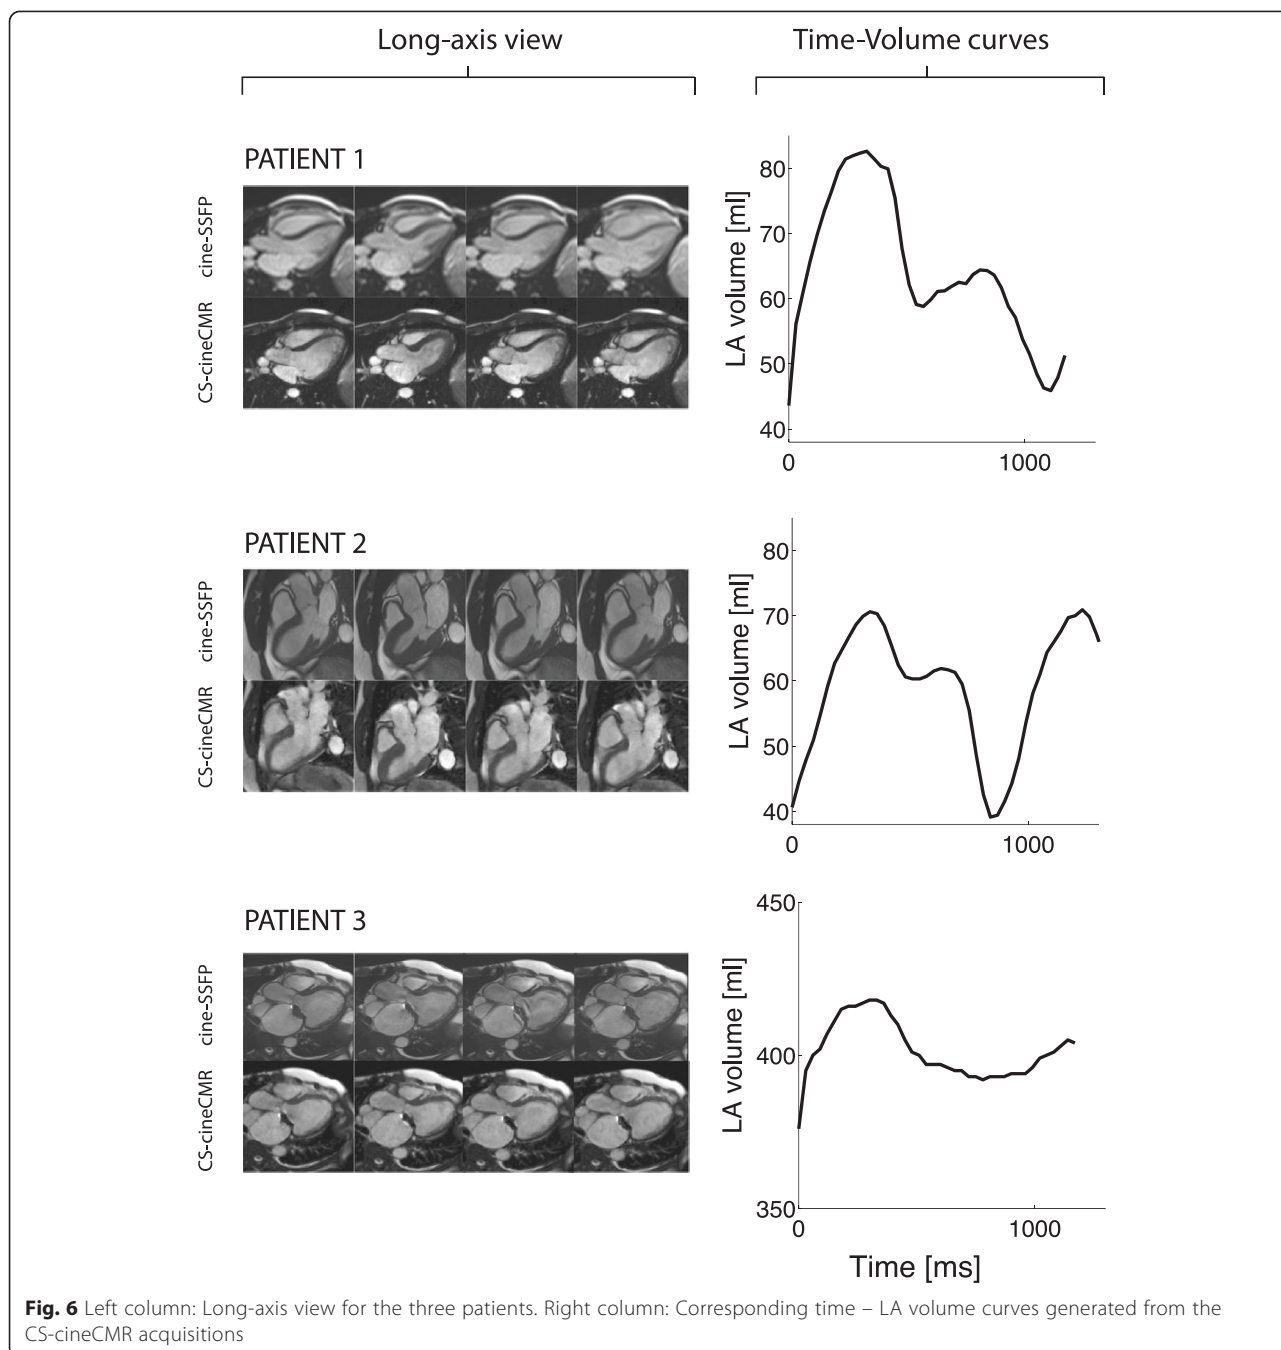 Long-axis view
Time-Volume curves
PATIENT 1
cine-SSFP
CS-cineCMR
LA volume [ml]
80
70
60
50
40
0
1000
PATIENT 2
cine-SSFP
CS-cineCMR
LA volume [ml]
80
70
60
50
40
0
1000
PATIENT 3
cine-SSFP
CS-cineCMR
LA volume [ml]
450
400
350
0
1000
Time [ms]
Fig. 6 Left column: Long-axis view for the three patients. Right column: Corresponding time – LA volume curves generated from the
CS-cineCMR acquisitions